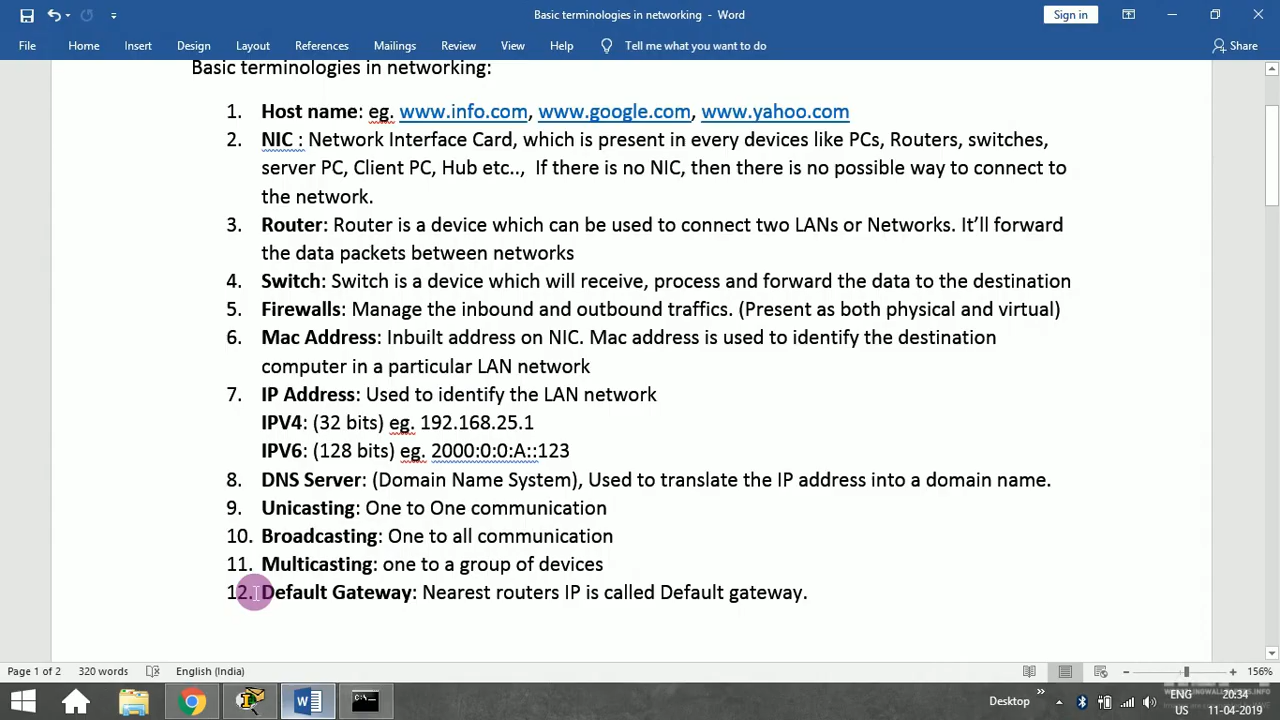 Basic terminologies in networking - Word
Sign in
File Home Insert Design Layout References Mailings Review View Help Tell me what you want to do Share
Basic terminologies in networking:
1. Host name: eg. www.info.com, www.google.com, www.yahoo.com
2. NIC : Network Interface Card, which is present in every devices like PCs, Routers, switches,
server PC, Client PC, Hub etc.., If there is no NIC, then there is no possible way to connect to
the network.
3. Router: Router is a device which can be used to connect two LANs or Networks. It’ll forward
the data packets between networks
4. Switch: Switch is a device which will receive, process and forward the data to the destination
5. Firewalls: Manage the inbound and outbound traffics. (Present as both physical and virtual)
6. Mac Address: Inbuilt address on NIC. Mac address is used to identify the destination
computer in a particular LAN network
7. IP Address: Used to identify the LAN network
IPV4: (32 bits) eg. 192.168.25.1
IPV6: (128 bits) eg. 2000:0:0:A::123
8. DNS Server: (Domain Name System), Used to translate the IP address into a domain name.
9. Unicasting: One to One communication
10. Broadcasting: One to all communication
11. Multicasting: one to a group of devices
12. Default Gateway: Nearest routers IP is called Default gateway.
Page 1 of 2 320 words English (India) 156%
Desktop ENG 20:34
US 11-04-2019